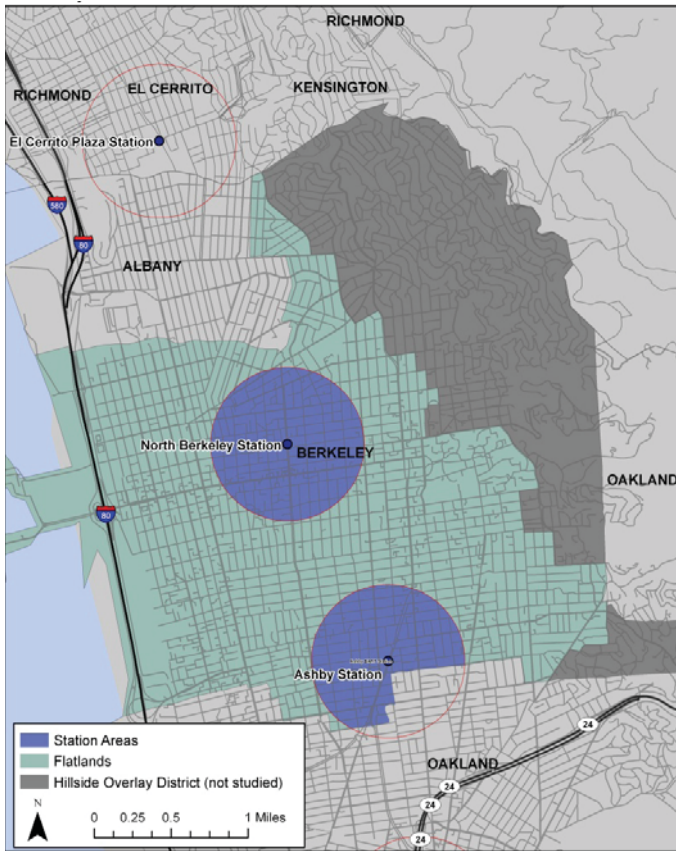 RICHMOND
EL CERRITO
KENSINGTON
RICHMOND
El Cerrito Plaza Station
580
80
ALBANY
North Berkeley Station
BERKELEY
OAKLAND
80
Ashby Station
24
OAKLAND
24
24
24
Station Areas
Flatlands
Hillside Overlay District (not studied)
N
0 0.25 0.5 1 Miles